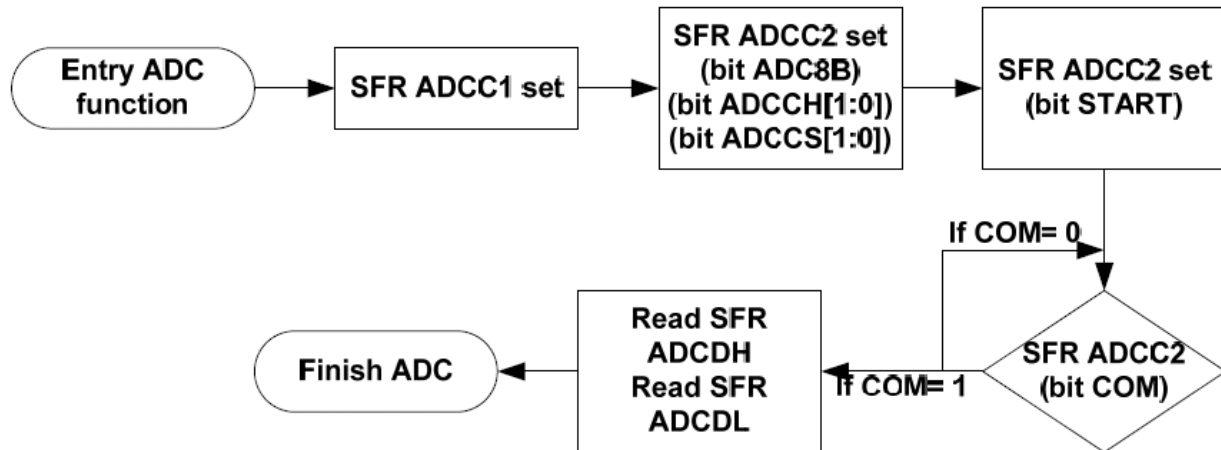 Entry ADC
function
SFR ADCC1 set
SFR ADCC2 set
(bit ADC8B)
(bit ADCCH[1:0])
(bit ADCCS[1:0])
SFR ADCC2 set
(bit START)
If COM= 0
SFR ADCC2
(bit COM)
If COM= 1
Read SFR
ADCDH
Read SFR
ADCDL
Finish ADC